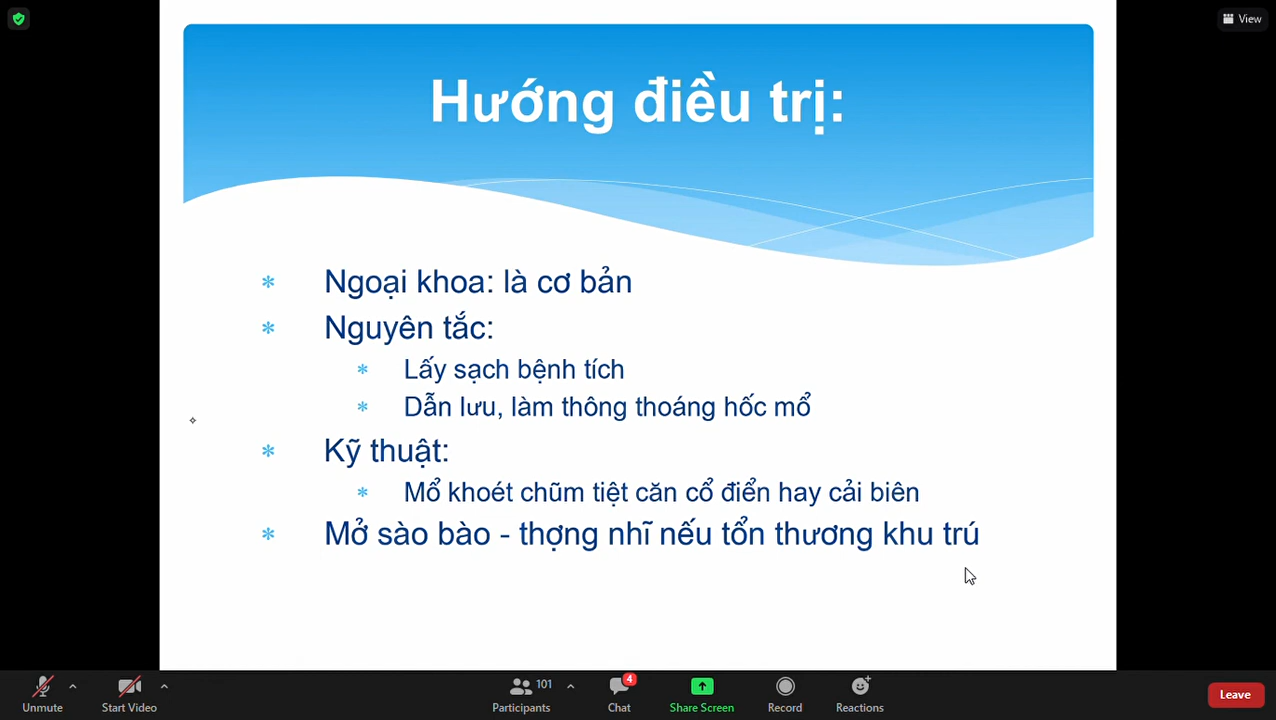 View
Hướng điều trị:
Ngoại khoa: là cơ bản
Nguyên tắc:
Lấy sạch bệnh tích
Dẫn lưu, làm thông thoáng hốc mổ
Kỹ thuật:
Mổ khoét chũm tiệt căn cổ điển hay cải biên
Mở sào bào - thợng nhĩ nếu tổn thương khu trú
Unmute
Start Video
101
Participants
4
Chat
Share Screen
Record
Reactions
Leave